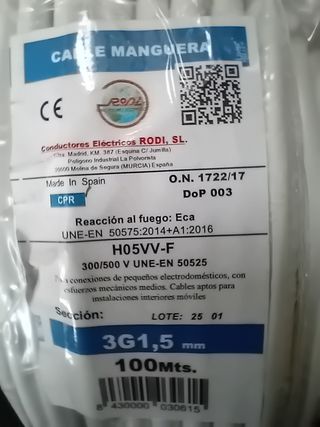 CABLE MANGUERA
CE
RODI
Conductores Eléctricos RODI, SL.
Ctra. Madrid, KM. 387 (Esquina C/ Jumilla)
Polígono Industrial La Polvorista
30500 Molina de Segura (MURCIA) España
Made In Spain
O.N. 1722/17
CPR
DoP 003
Reacción al fuego: Eca
UNE-EN 50575:2014+A1:2016
H05VV-F
300/500 V UNE-EN 50525
Para conexiones de pequeños electrodomésticos, con
esfuerzos mecánicos medios. Cables aptos para
instalaciones interiores móviles
Sección:
LOTE: 25 01
3G1,5 mm
100Mts.
8 430000 030615